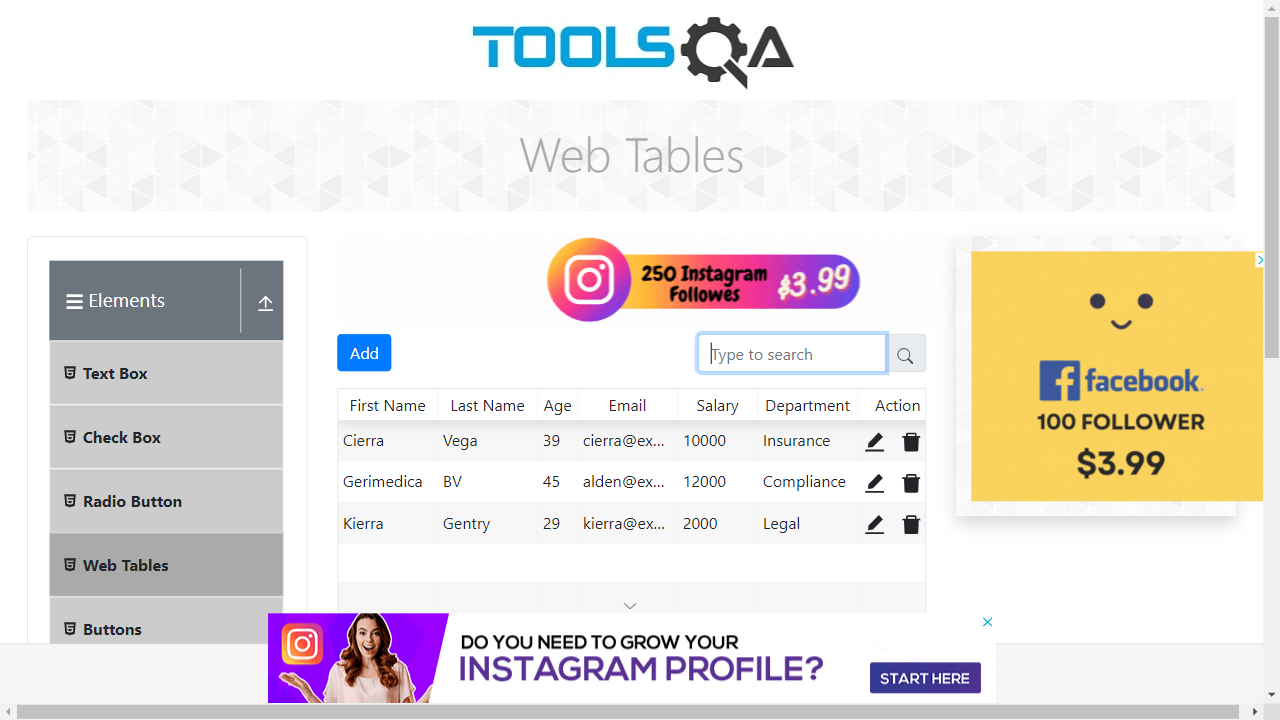 TOOLSQA
Web Tables
Elements
Text Box
Check Box
Radio Button
Web Tables
Buttons
250 Instagram
Followes
$3.99
Add
Type to search
First Name Last Name Age Email Salary Department Action
Cierra Vega 39 cierra@ex... 10000 Insurance
Gerimedica BV 45 alden@ex... 12000 Compliance
Kierra Gentry 29 kierra@ex... 2000 Legal
facebook.
100 FOLLOWER
$3.99
DO YOU NEED TO GROW YOUR
INSTAGRAM PROFILE?
START HERE